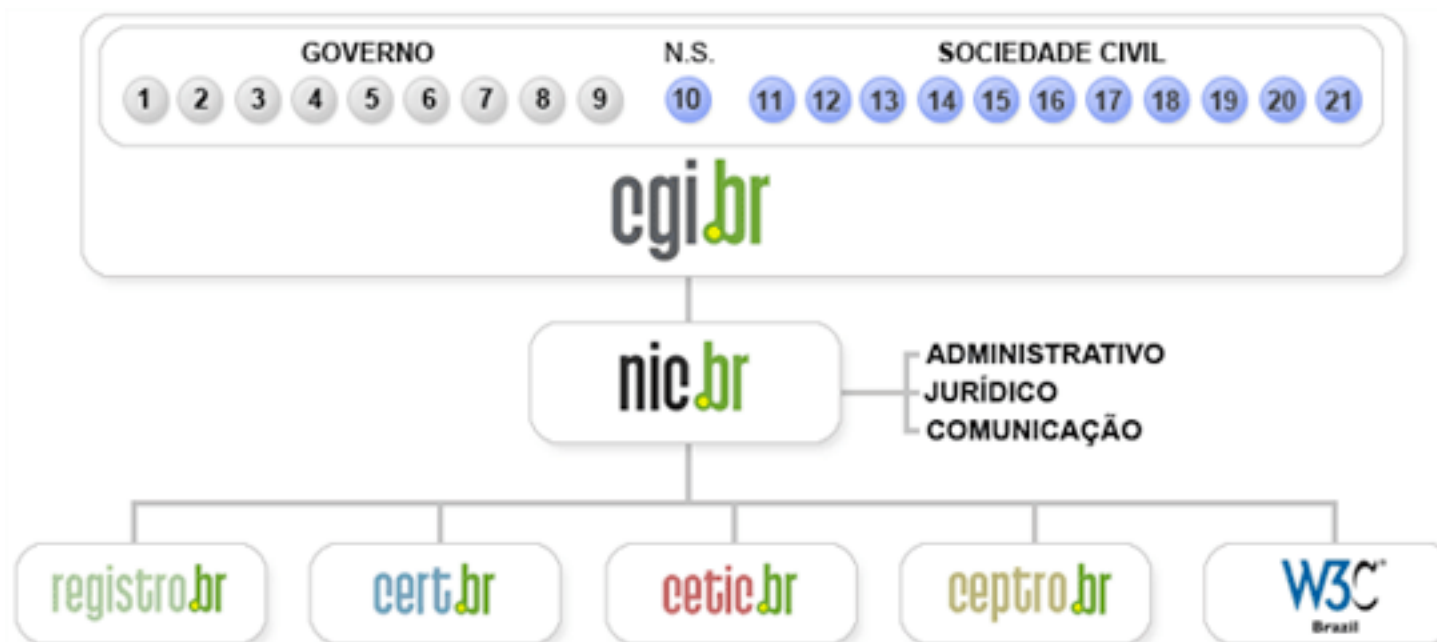 GOVERNO N.S. SOCIEDADE CIVIL
1 2 3 4 5 6 7 8 9 10 11 12 13 14 15 16 17 18 19 20 21
cgi.br
nic.br
ADMINISTRATIVO
JURÍDICO
COMUNICAÇÃO
registro.br cert.br cetic.br ceptro.br W3C
Brazil